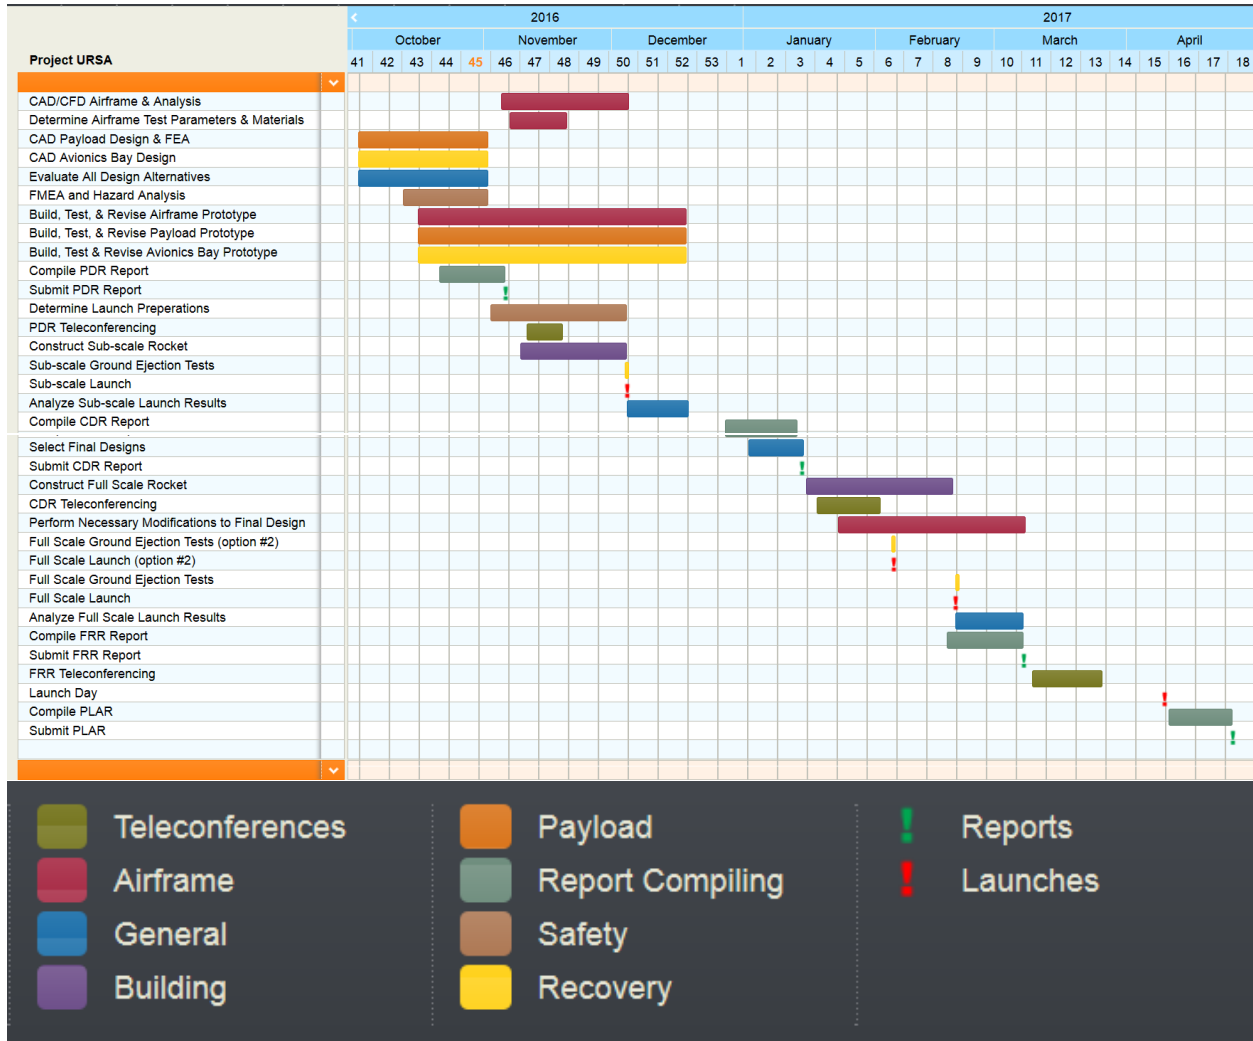 2016 2017
October November December January February March April
Project URSA 41 42 43 44 45 46 47 48 49 50 51 52 53 1 2 3 4 5 6 7 8 9 10 11 12 13 14 15 16 17 18
CAD/CFD Airframe & Analysis
Determine Airframe Test Parameters & Materials
CAD Payload Design & FEA
CAD Avionics Bay Design
Evaluate All Design Alternatives
FMEA and Hazard Analysis
Build, Test, & Revise Airframe Prototype
Build, Test, & Revise Payload Prototype
Build, Test & Revise Avionics Bay Prototype
Compile PDR Report
Submit PDR Report
Determine Launch Preperations
PDR Teleconferencing
Construct Sub-scale Rocket
Sub-scale Ground Ejection Tests
Sub-scale Launch
Analyze Sub-scale Launch Results
Compile CDR Report
Select Final Designs
Submit CDR Report
Construct Full Scale Rocket
CDR Teleconferencing
Perform Necessary Modifications to Final Design
Full Scale Ground Ejection Tests (option #2)
Full Scale Launch (option #2)
Full Scale Ground Ejection Tests
Full Scale Launch
Analyze Full Scale Launch Results
Compile FRR Report
Submit FRR Report
FRR Teleconferencing
Launch Day
Compile PLAR
Submit PLAR
Teleconferences Payload Reports
Airframe Report Compiling Launches
General Safety
Building Recovery